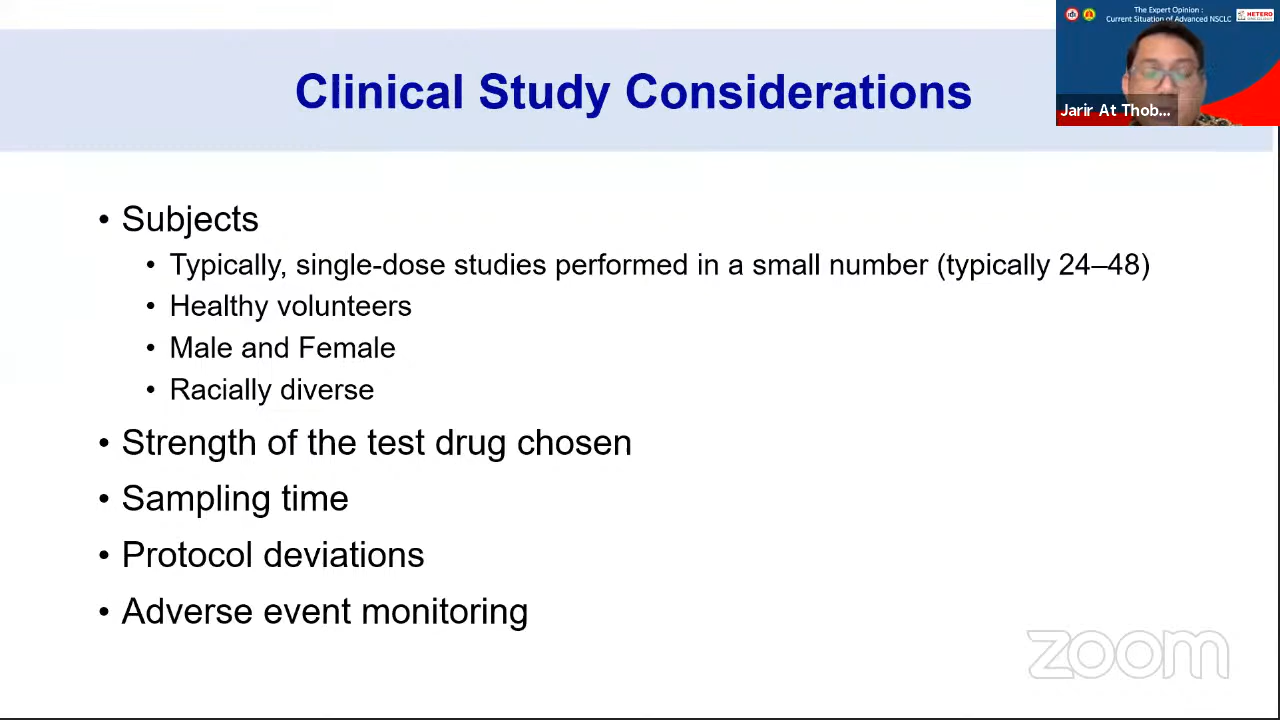 The Expert Opinion :
Current Situation of Advanced NSCLC
HETERO
Jarir At Thob...
Clinical Study Considerations
• Subjects
• Typically, single-dose studies performed in a small number (typically 24–48)
• Healthy volunteers
• Male and Female
• Racially diverse
• Strength of the test drug chosen
• Sampling time
• Protocol deviations
• Adverse event monitoring
zoom